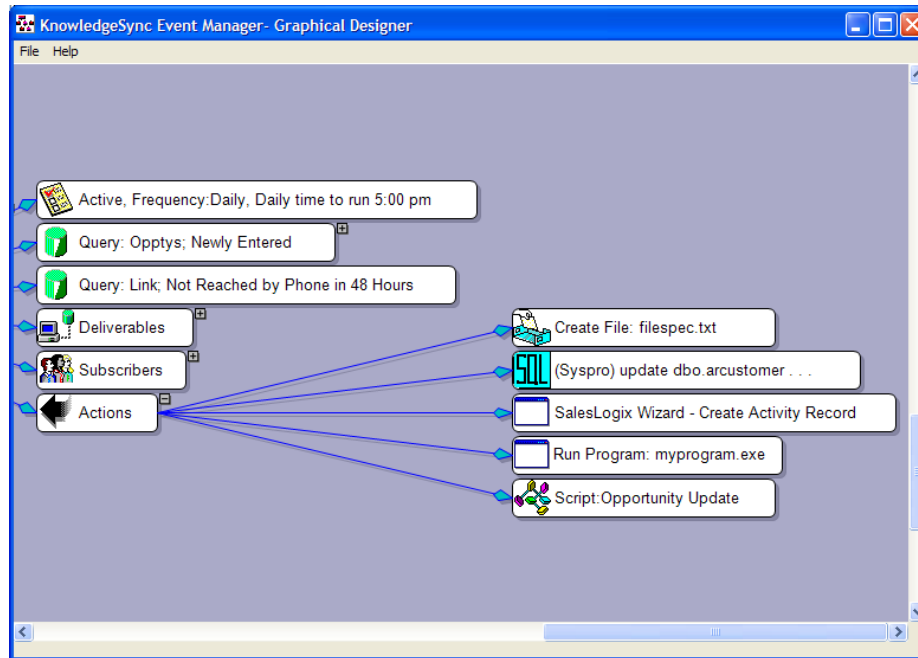 KnowledgeSync Event Manager- Graphical Designer
File Help
Active, Frequency:Daily, Daily time to run 5:00 pm
Query: Opptys; Newly Entered
Query: Link; Not Reached by Phone in 48 Hours
Deliverables
Subscribers
Actions
Create File: filespec.txt
SQL (Syspro) update dbo.arcustomer . . .
SalesLogix Wizard - Create Activity Record
Run Program: myprogram.exe
Script:Opportunity Update